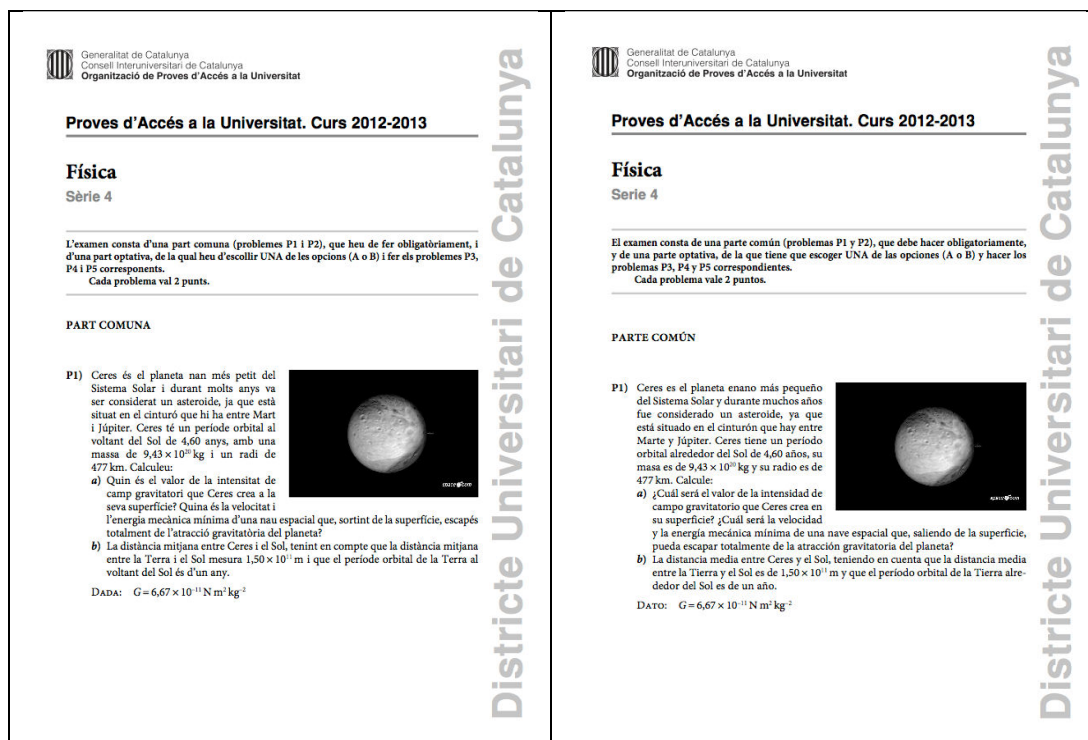 Generalitat de Catalunya
Consell Interuniversitari de Catalunya
Organització de Proves d'Accés a la Universitat
Proves d'Accés a la Universitat. Curs 2012-2013
Física
Sèrie 4
L'examen consta d'una part comuna (problemes P1 i P2), que heu de fer obligatòriament, i
d'una part optativa, de la qual heu d'escollir UNA de les opcions (A o B) i fer els problemes P3,
P4 i P5 corresponents.
Cada problema val 2 punts.
PART COMUNA
P1) Ceres és el planeta nan més petit del
Sistema Solar i durant molts anys va
ser considerat un asteroide, ja que està
situat en el cinturó que hi ha entre Mart
i Júpiter. Ceres té un període orbital al
voltant del Sol de 4,60 anys, amb una
massa de 9,43 × 10²⁰ kg i un radi de
477 km. Calculeu:
a) Quin és el valor de la intensitat de
camp gravitatori que Ceres crea a la
seva superfície? Quina és la velocitat i
l'energia mecànica mínima d'una nau espacial que, sortint de la superfície, escapés
totalment de l'atracció gravitatòria del planeta?
b) La distància mitjana entre Ceres i el Sol, tenint en compte que la distància mitjana
entre la Terra i el Sol mesura 1,50 × 10¹¹ m i que el període orbital de la Terra al
voltant del Sol és d'un any.
DADA: G = 6,67 × 10⁻¹¹ N m² kg⁻²
Districte Universitari de Catalunya
Generalitat de Catalunya
Consell Interuniversitari de Catalunya
Organització de Proves d'Accés a la Universitat
Proves d'Accés a la Universitat. Curs 2012-2013
Física
Serie 4
El examen consta de una parte común (problemas P1 y P2), que debe hacer obligatoriamente,
y de una parte optativa, de la que tiene que escoger UNA de las opciones (A o B) y hacer los
problemas P3, P4 y P5 correspondientes.
Cada problema vale 2 puntos.
PARTE COMÚN
P1) Ceres es el planeta enano más pequeño
del Sistema Solar y durante muchos años
fue considerado un asteroide, ya que
está situado en el cinturón que hay entre
Marte y Júpiter. Ceres tiene un período
orbital alrededor del Sol de 4,60 años, su
masa es de 9,43 × 10²⁰ kg y su radio es de
477 km. Calcule:
a) ¿Cuál será el valor de la intensidad de
campo gravitatorio que Ceres crea en
su superficie? ¿Cuál será la velocidad
y la energía mecánica mínima de una nave espacial que, saliendo de la superficie,
pueda escapar totalmente de la atracción gravitatoria del planeta?
b) La distancia media entre Ceres y el Sol, teniendo en cuenta que la distancia media
entre la Tierra y el Sol es de 1,50 × 10¹¹ m y que el período orbital de la Tierra alre-
dedor del Sol es de un año.
DATO: G = 6,67 × 10⁻¹¹ N m² kg⁻²
Districte Universitari de Catalunya